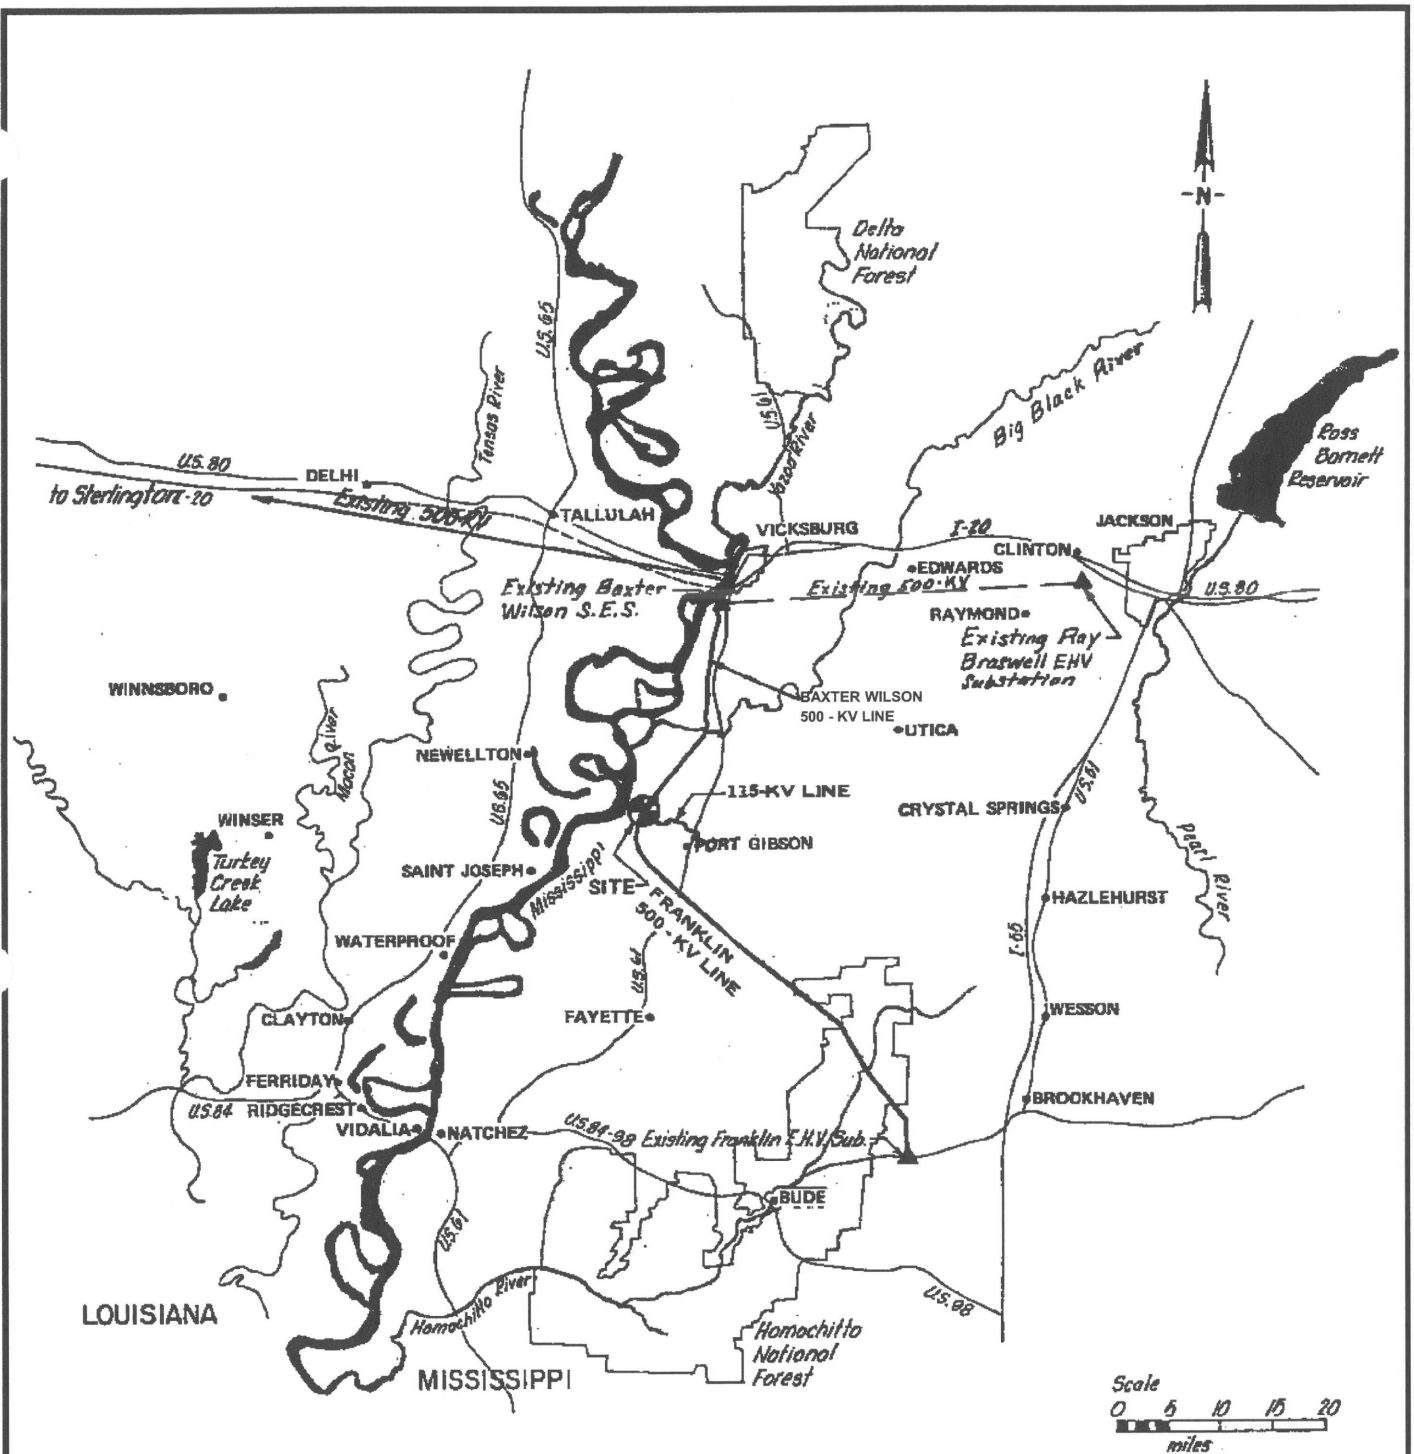 -N-
Delta
National
Forest
U.S. 65
Tensas River
U.S. 61
Yazoo River
Big Black River
Ross
Barnett
Reservoir
U.S. 80
DELHI
to Sterlington
I-20
Existing 500-KV
TALLULAH
VICKSBURG
I-20
JACKSON
CLINTON
EDWARDS
Existing 500-KV
U.S. 80
Existing Baxter
Wilson S.E.S.
RAYMOND
Existing Ray
Braswell EHV
Substation
WINNSBORO
BAXTER WILSON
500 - KV LINE
UTICA
Macon River
NEWELLTON
U.S. 65
115-KV LINE
CRYSTAL SPRINGS
U.S. 61
WINSER
PORT GIBSON
Pearl River
Turkey
Creek
Lake
SAINT JOSEPH
Mississippi
SITE
FRANKLIN
500 - KV LINE
HAZLEHURST
I-55
WATERPROOF
U.S. 61
CLAYTON
FAYETTE
WESSON
FERRIDAY
U.S. 84
RIDGECREST
BROOKHAVEN
VIDALIA
NATCHEZ
U.S. 84-98
Existing Franklin E.H.V. Sub.
BUDE
U.S. 61
Homochitto River
U.S. 98
LOUISIANA
MISSISSIPPI
Homochitto
National
Forest
Scale
0 5 10 15 20
miles